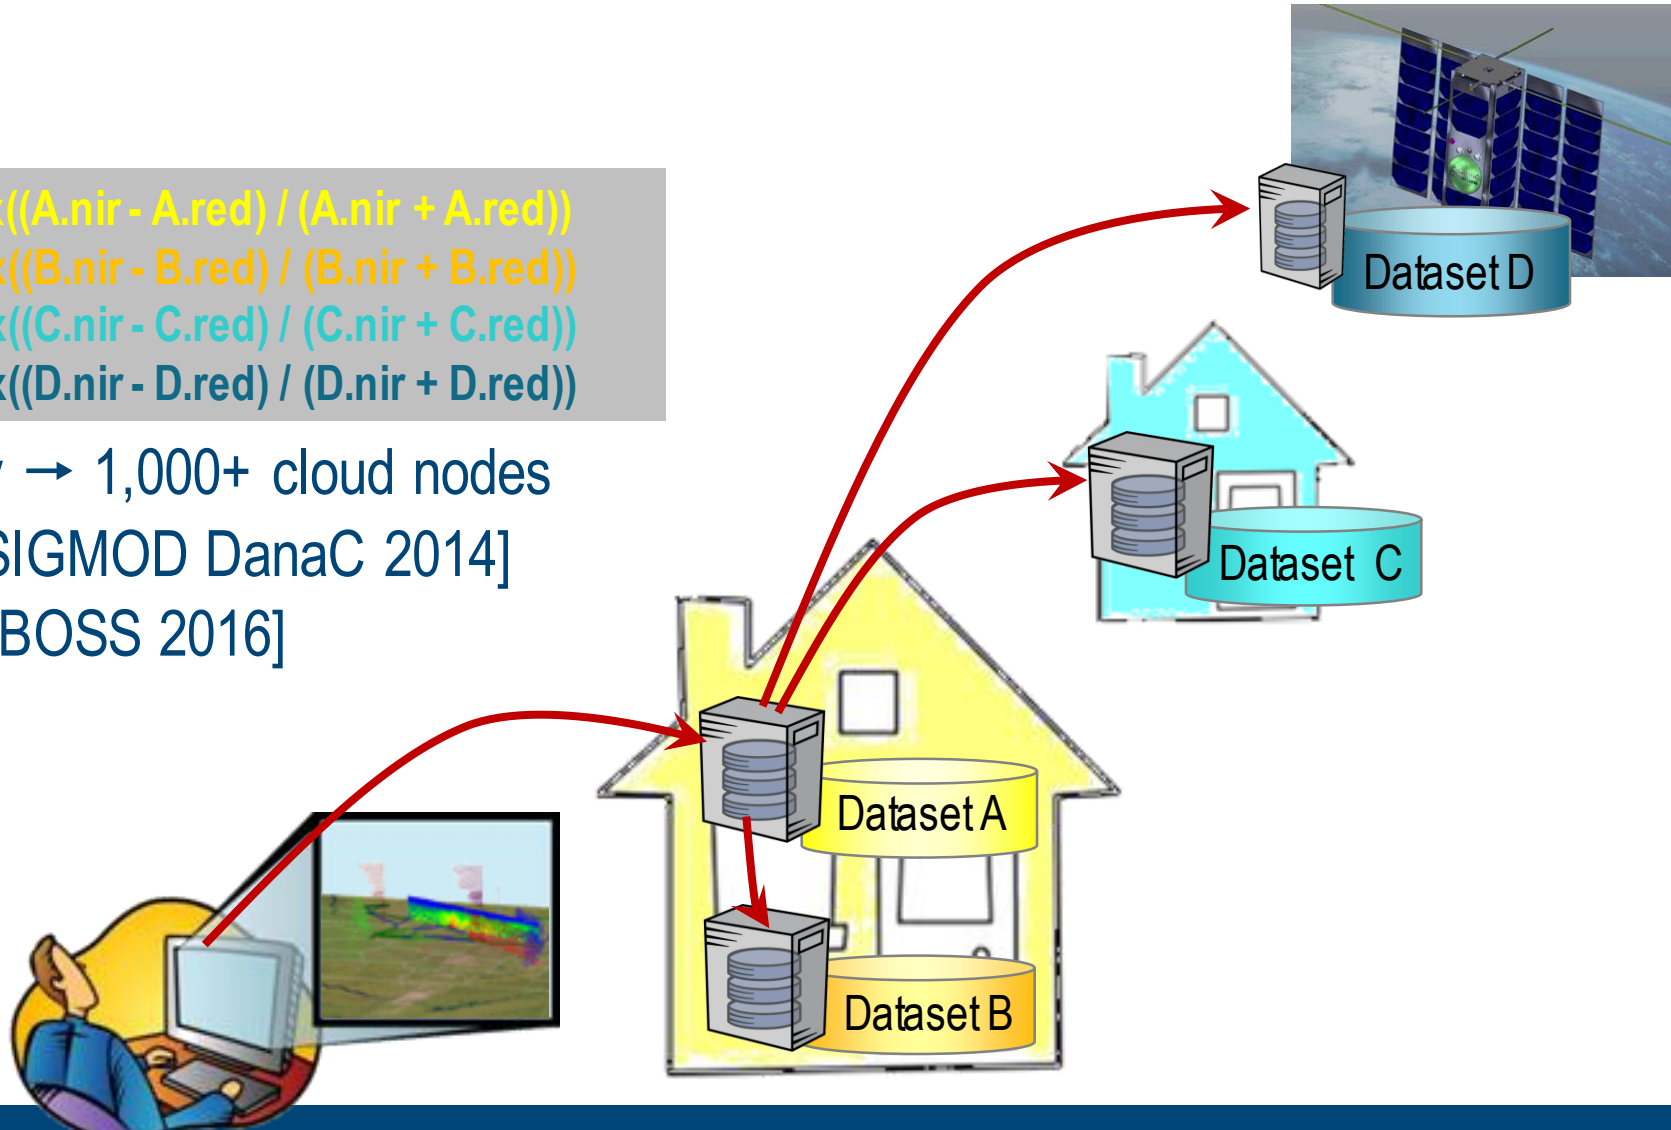 x((A.nir - A.red) / (A.nir + A.red))
x((B.nir - B.red) / (B.nir + B.red))
x((C.nir - C.red) / (C.nir + C.red))
x((D.nir - D.red) / (D.nir + D.red))
→ 1,000+ cloud nodes
SIGMOD DanaC 2014]
BOSS 2016]
Dataset D
Dataset C
Dataset A
Dataset B